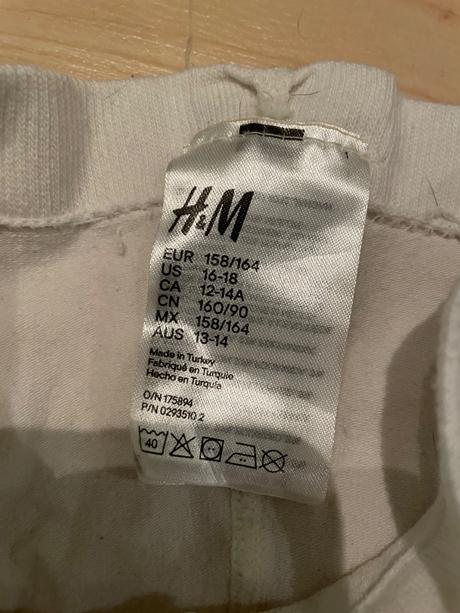 H&M
EUR 158/164
US 16-18
CA 12-14A
CN 160/90
MX 158/164
AUS 13-14
Made in Turkey
Fabriqué en Turquie
Hecho en Turquía
O/N 175894
P/N 0293510 2
40